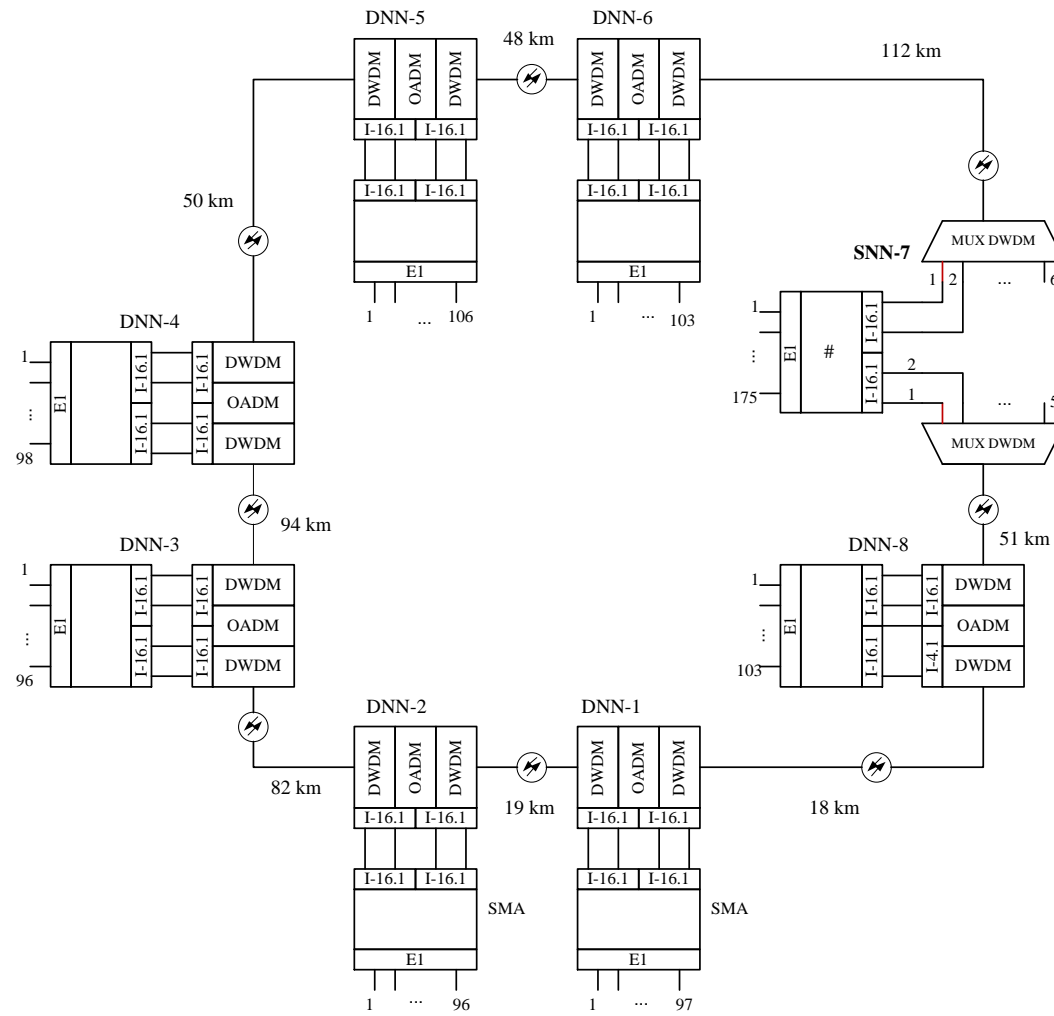 DNN-5
DNN-6
48 km
112 km
DWDM
OADM
DWDM
DWDM
OADM
DWDM
I-16.1
I-16.1
I-16.1
I-16.1
I-16.1
I-16.1
I-16.1
I-16.1
50 km
MUX DWDM
SNN-7
1
2
...
6
E1
E1
1
...
106
1
...
103
DNN-4
1
...
98
E1
I-16.1
I-16.1
I-16.1
I-16.1
DWDM
OADM
DWDM
1
...
175
E1
#
I-16.1
I-16.1
2
1
...
5
MUX DWDM
94 km
51 km
DNN-3
1
...
96
E1
I-16.1
I-16.1
I-16.1
I-16.1
DWDM
OADM
DWDM
DNN-8
1
...
103
E1
I-16.1
I-16.1
I-16.1
I-4.1
DWDM
OADM
DWDM
DNN-2
DNN-1
82 km
19 km
18 km
DWDM
OADM
DWDM
DWDM
OADM
DWDM
I-16.1
I-16.1
I-16.1
I-16.1
I-16.1
I-16.1
I-16.1
I-16.1
SMA
SMA
E1
E1
1
...
96
1
...
97